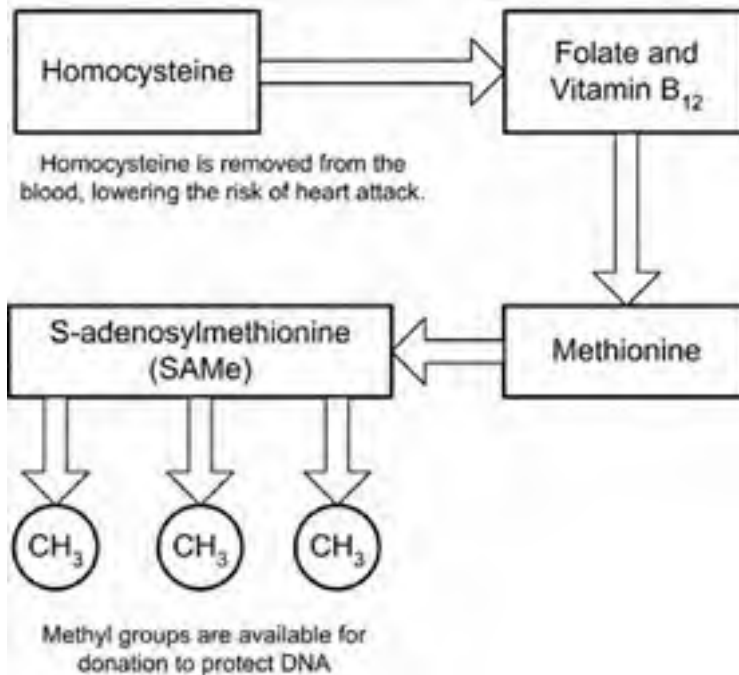 Homocysteine
Folate and
Vitamin B₁₂
Homocysteine is removed from the
blood, lowering the risk of heart attack.
S-adenosylmethionine
(SAMe)
Methionine
CH₃
CH₃
CH₃
Methyl groups are available for
donation to protect DNA